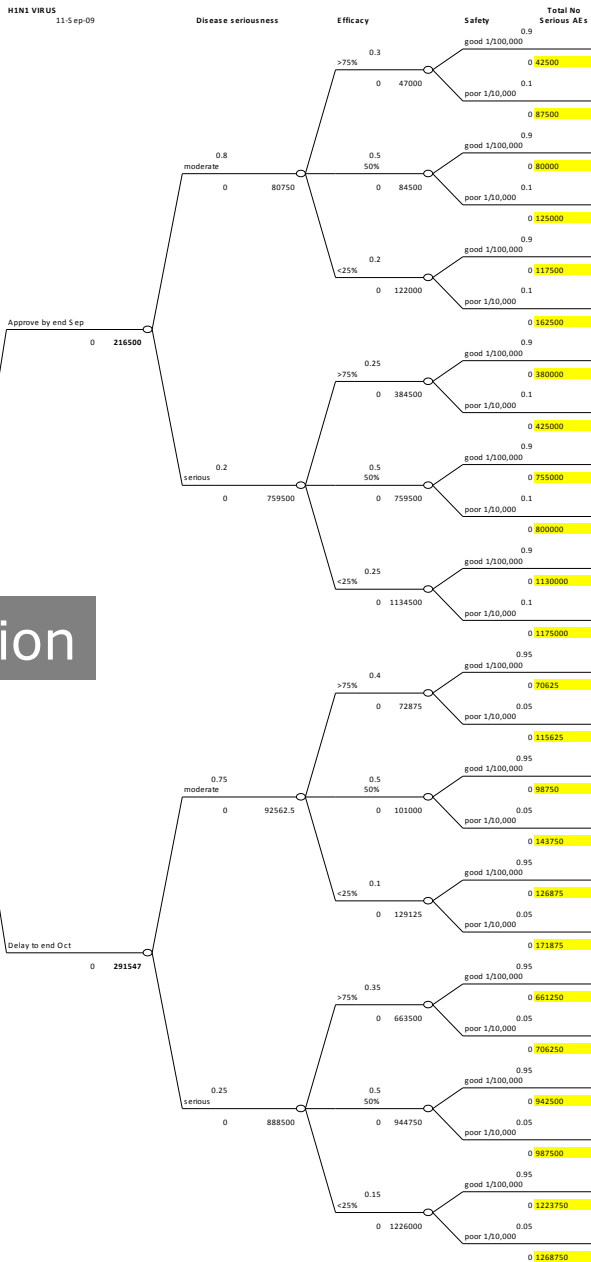 H1N1 VIRUS
11-Sep-09
Disease seriousness
Efficacy
Safety
Total No
Serious AEs
0.9
good 1/100,000
0.3
>75%
0 42500
0 47000
0.1
poor 1/10,000
0 87500
0.9
good 1/100,000
0.8
moderate
0.5
50%
0 80000
0 80750
0 84500
0.1
poor 1/10,000
0 125000
0.9
good 1/100,000
0.2
<25%
0 117500
0 122000
0.1
poor 1/10,000
0 162500
Approve by end Sep
0 216500
0.9
good 1/100,000
0.25
>75%
0 380000
0 384500
0.1
poor 1/10,000
0 425000
0.9
good 1/100,000
0.2
serious
0.5
50%
0 755000
0 759500
0 759500
0.1
poor 1/10,000
0 800000
0.9
good 1/100,000
0.25
<25%
0 1130000
0 1134500
0.1
poor 1/10,000
0 1175000
ion
0.95
good 1/100,000
0.4
>75%
0 70625
0 72875
0.05
poor 1/10,000
0 115625
0.95
good 1/100,000
0.75
moderate
0.5
50%
0 98750
0 92562.5
0 101000
0.05
poor 1/10,000
0 143750
0.95
good 1/100,000
0.1
<25%
0 126875
0 129125
0.05
poor 1/10,000
0 171875
Delay to end Oct
0 291547
0.95
good 1/100,000
0.35
>75%
0 661250
0 663500
0.05
poor 1/10,000
0 706250
0.95
good 1/100,000
0.25
serious
0.5
50%
0 942500
0 888500
0 944750
0.05
poor 1/10,000
0 987500
0.95
good 1/100,000
0.15
<25%
0 1223750
0 1226000
0.05
poor 1/10,000
0 1268750